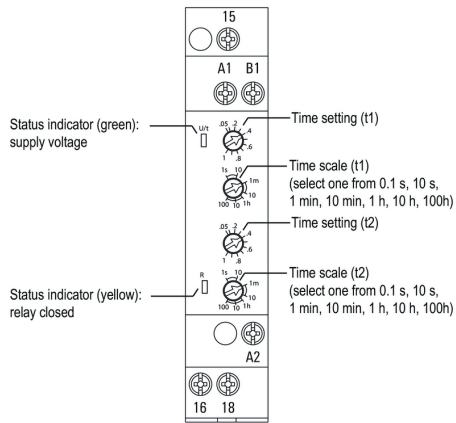 15
A1 B1
Status indicator (green):
supply voltage
U/t
.05 .2 .4 .6 .8 1
Time setting (t1)
1s 10 1m 10 1h 10 100
Time scale (t1)
(select one from 0.1 s, 10 s,
1 min, 10 min, 1 h, 10 h, 100h)
.05 .2 .4 .6 .8 1
Time setting (t2)
Status indicator (yellow):
relay closed
R
1s 10 1m 10 1h 10 100
Time scale (t2)
(select one from 0.1 s, 10 s,
1 min, 10 min, 1 h, 10 h, 100h)
A2
16 18